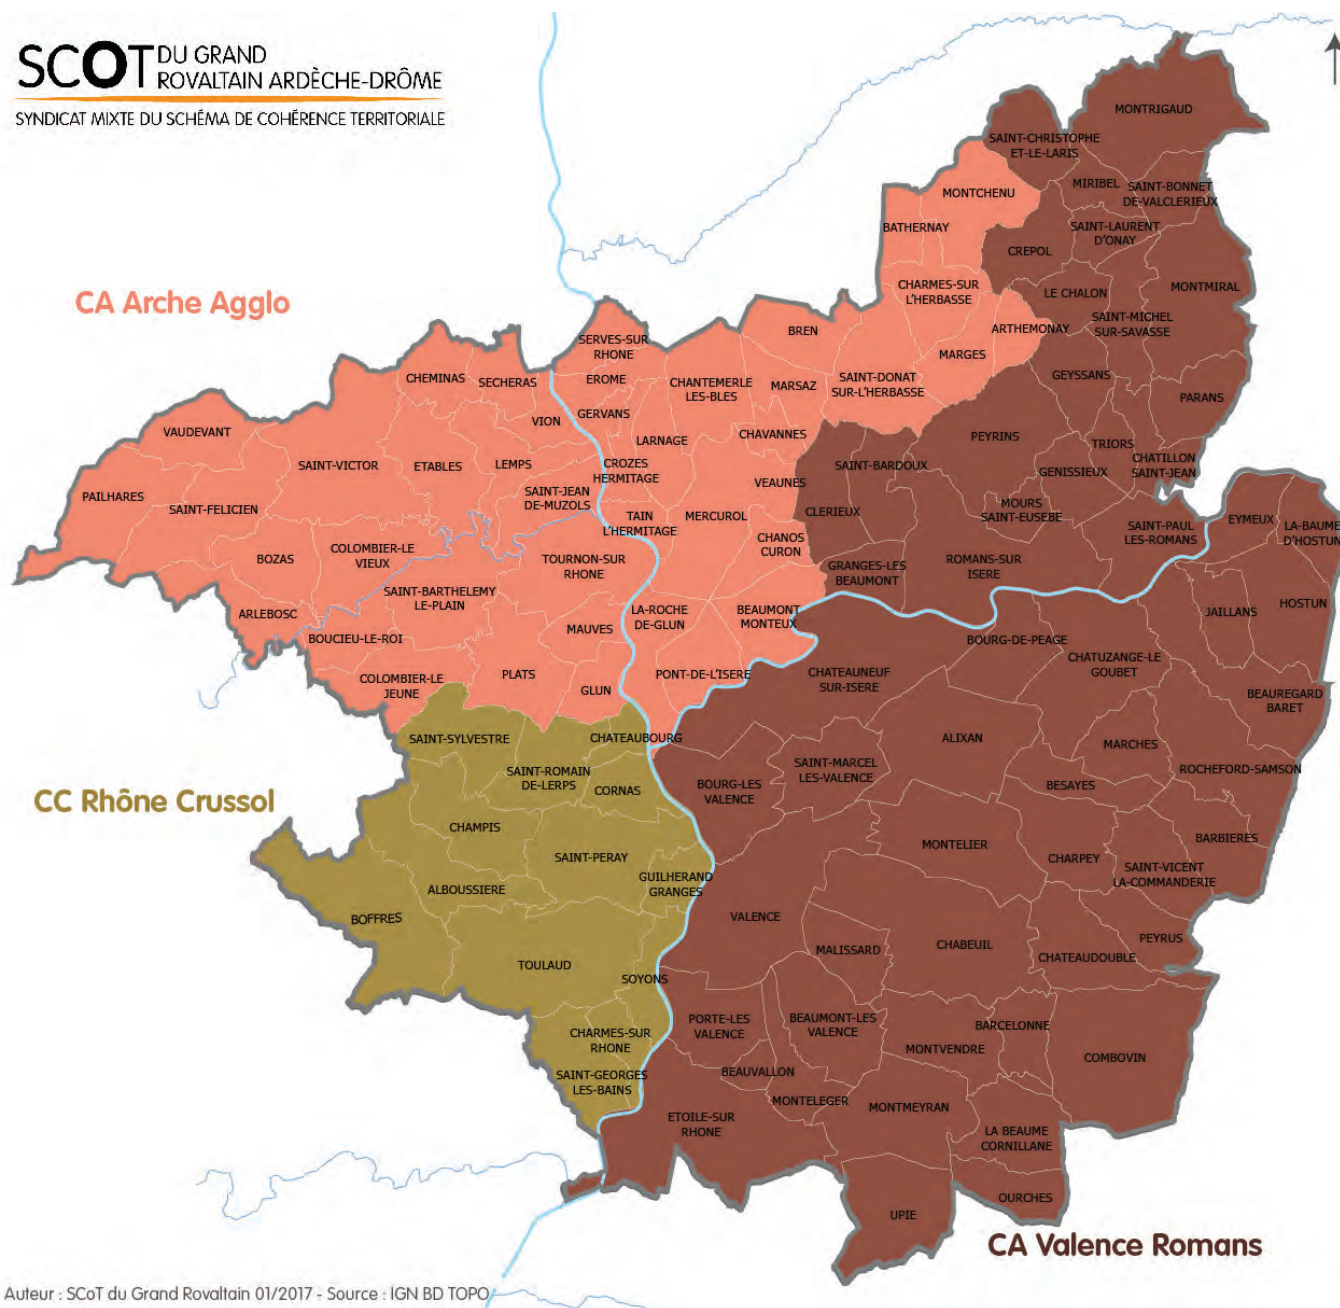 SCOT DU GRAND
ROVALTAIN ARDÈCHE-DRÔME
SYNDICAT MIXTE DU SCHÉMA DE COHÉRENCE TERRITORIALE
MONTRIGAUD
SAINT-CHRISTOPHE
ET-LE-LARIS
MIRIBEL
SAINT-BONNET
DE-VALCLERIEUX
MONTCHENU
BATHERNAY
SAINT-LAURENT
D'ONAY
CREPOL
CA Arche Agglo
CHARMES-SUR
L'HERBASSE
LE CHALON
MONTMIRAL
SAINT-MICHEL
SUR-SAVASSE
ARTHEMONAY
BREN
SERVES-SUR
RHONE
MARGES
CHEMINAS
SECHERAS
EROME
CHANTEMERLE
LES-BLES
MARSAZ
SAINT-DONAT
SUR-L'HERBASSE
GEYSSANS
PARANS
VION
GERVANS
VAUDEVANT
LARNAGE
CHAVANNES
PEYRINS
TRIORS
SAINT-VICTOR
ETABLES
LEMPS
CROZES
HERMITAGE
SAINT-BARDOUX
GENISSIEUX
CHATILLON
SAINT-JEAN
PAILHARES
SAINT-FELICIEN
SAINT-JEAN
DE-MUZOLS
VEAUNES
CLERIEUX
MOURS
SAINT-EUSEBE
TAIN
L'HERMITAGE
MERCUROL
CHANOS
CURON
SAINT-PAUL
LES-ROMANS
EYMEUX
LA-BAUME
D'HOSTUN
BOZAS
COLOMBIER-LE
VIEUX
TOURNON-SUR
RHONE
GRANGES-LES
BEAUMONT
ROMANS-SUR
ISERE
SAINT-BARTHELEMY
LE-PLAIN
ARLEBOSC
LA-ROCHE
DE-GLUN
BEAUMONT
MONTEUX
JAILLANS
HOSTUN
BOUCIEU-LE-ROI
MAUVES
BOURG-DE-PEAGE
CHATUZANGE-LE
GOUBET
COLOMBIER-LE
JEUNE
PLATS
GLUN
PONT-DE-L'ISERE
CHATEAUNEUF
SUR-ISERE
BEAUREGARD
BARET
SAINT-SYLVESTRE
CHATEAUBOURG
ALIXAN
MARCHES
SAINT-ROMAIN
DE-LERPS
CORNAS
BOURG-LES
VALENCE
SAINT-MARCEL
LES-VALENCE
BESAYES
ROCHEFORD-SAMSON
CC Rhône Crussol
CHAMPIS
SAINT-PERAY
MONTELIER
CHARPEY
BARBIERES
ALBOUSSIERE
GUILHERAND
GRANGES
SAINT-VICENT
LA-COMMANDERIE
BOFFRES
VALENCE
MALISSARD
CHABEUIL
CHATEAUDOUBLE
PEYRUS
TOULAUD
SOYONS
CHARMES-SUR
RHONE
PORTE-LES
VALENCE
BEAUMONT-LES
VALENCE
BARCELONNE
MONTVENDRE
COMBOVIN
SAINT-GEORGES
LES-BAINS
BEAUVALLON
MONTELEGER
MONTMEYRAN
ETOILE-SUR
RHONE
LA BEAUME
CORNILLANE
OURCHES
UPIE
CA Valence Romans
Auteur : SCoT du Grand Rovaltain 01/2017 - Source : IGN BD TOPO